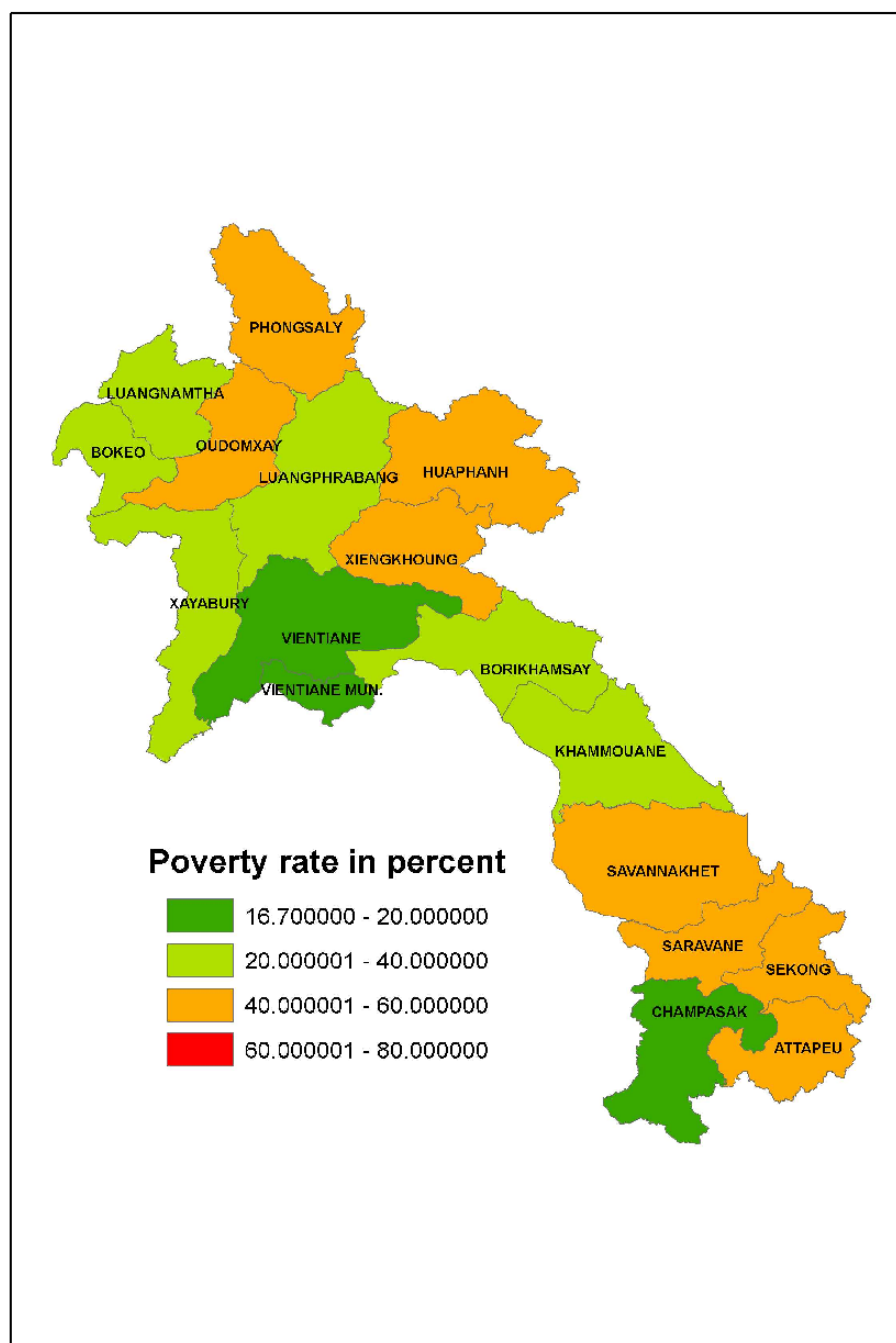 PHONGSALY
LUANGNAMTHA
OUDOMXAY
BOKEO
LUANGPHRABANG
HUAPHANH
XIENGKHOUNG
XAYABURY
VIENTIANE
BORIKHAMSAY
VIENTIANE MUN.
KHAMMOUANE
SAVANNAKHET
SARAVANE
SEKONG
CHAMPASAK
ATTAPEU
Poverty rate in percent
16.700000 - 20.000000
20.000001 - 40.000000
40.000001 - 60.000000
60.000001 - 80.000000